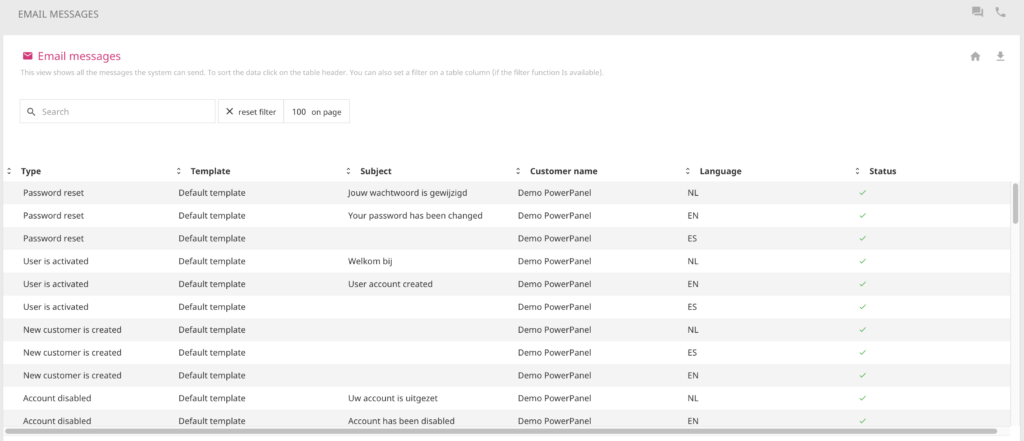 EMAIL MESSAGES
Email messages
This view shows all the messages the system can send. To sort the data click on the table header. You can also set a filter on a table column (if the filter function is available).
Search reset filter 100 on page
Type Template Subject Customer name Language Status
Password reset Default template Jouw wachtwoord is gewijzigd Demo PowerPanel NL
Password reset Default template Your password has been changed Demo PowerPanel EN
Password reset Default template Demo PowerPanel ES
User is activated Default template Welkom bij Demo PowerPanel NL
User is activated Default template User account created Demo PowerPanel EN
User is activated Default template Demo PowerPanel ES
New customer is created Default template Demo PowerPanel NL
New customer is created Default template Demo PowerPanel ES
New customer is created Default template Demo PowerPanel EN
Account disabled Default template Uw account is uitgezet Demo PowerPanel NL
Account disabled Default template Account has been disabled Demo PowerPanel EN